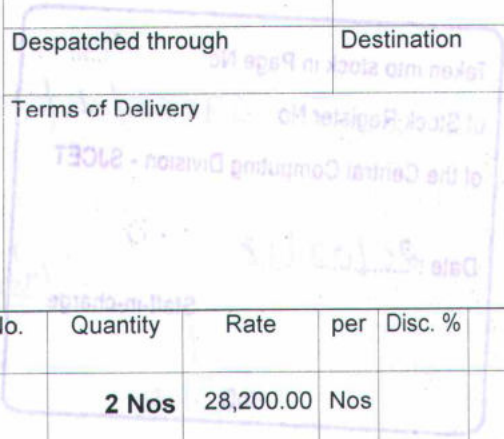 Despatched through Destination
Taken into stock in Page No
Terms of Delivery
of Stock Register No
of the Central Computing Division - SJCET
Date
Staff-in-charge
No. Quantity Rate per Disc. %
2 Nos 28,200.00 Nos